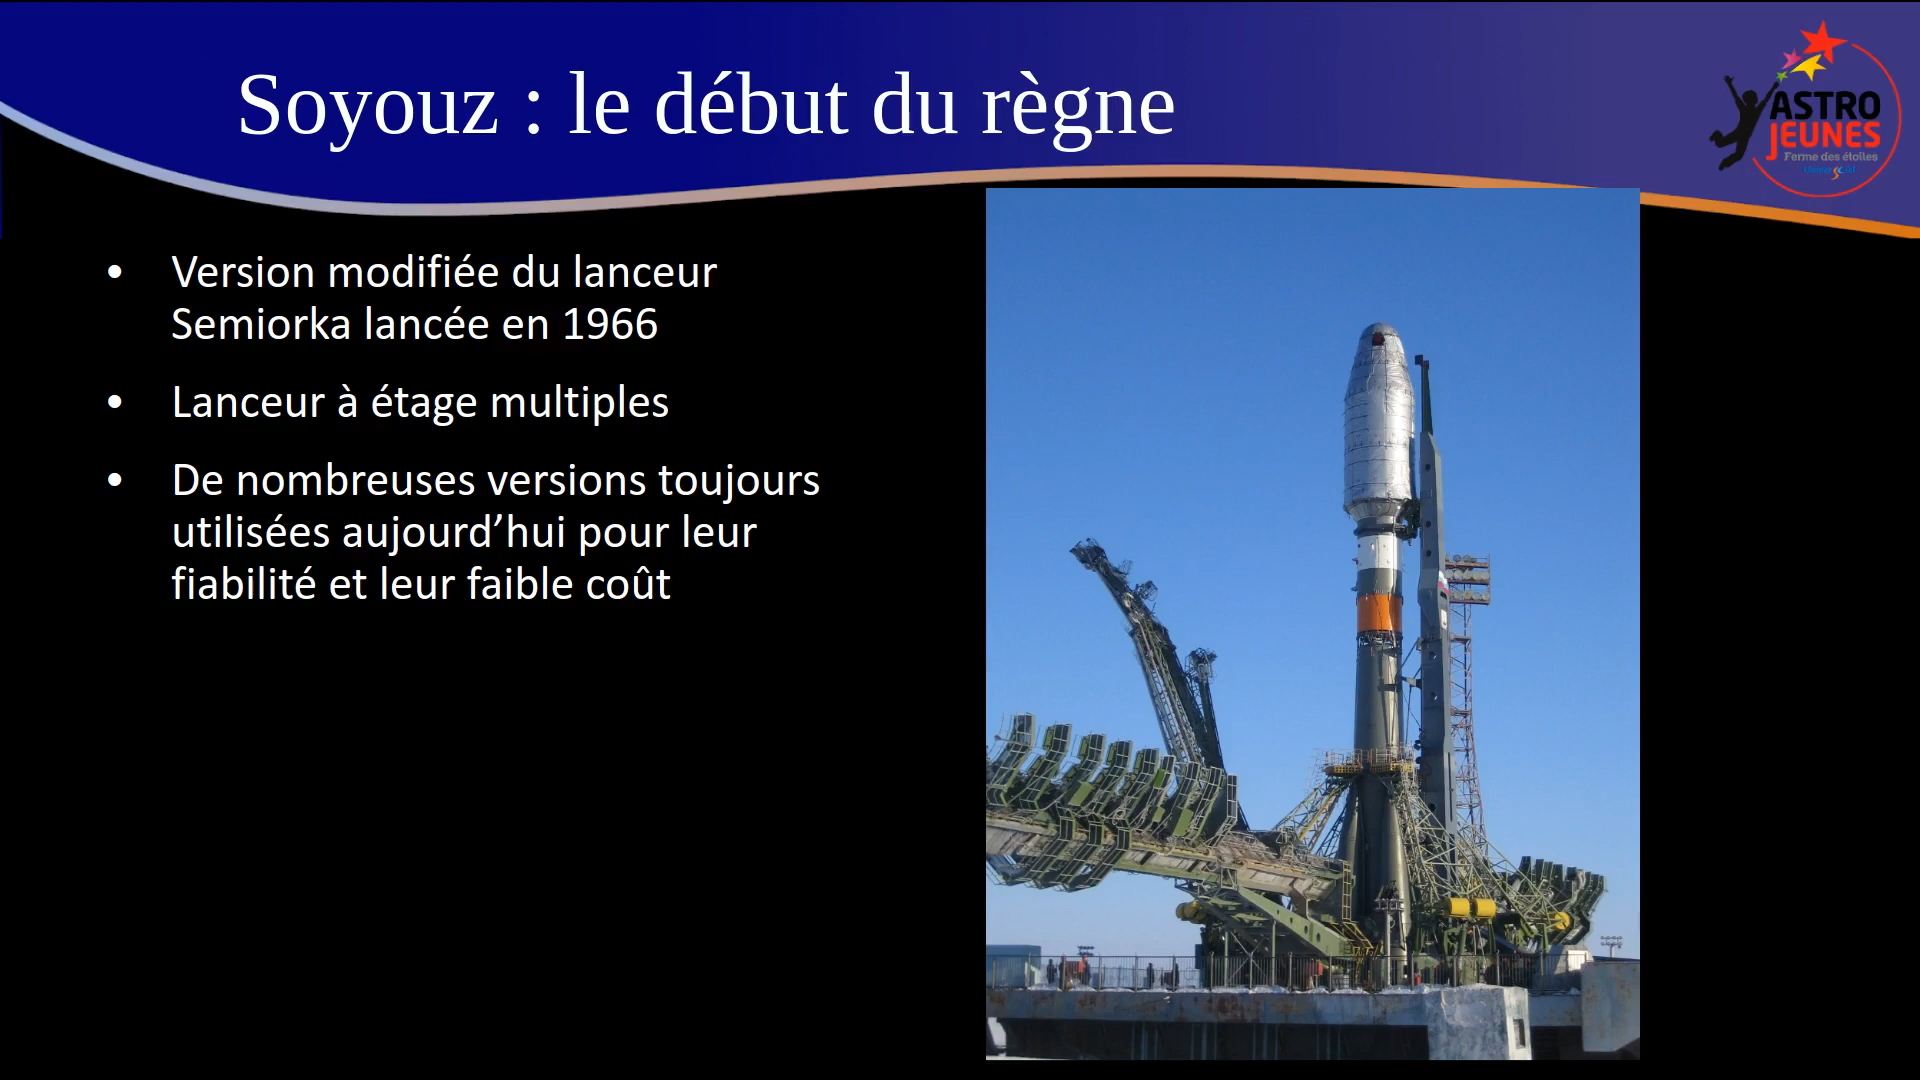 Soyouz : le début du règne
ASTRO
JEUNES
Ferme des étoiles
• Version modifiée du lanceur
Semiorka lancée en 1966
• Lanceur à étage multiples
• De nombreuses versions toujours
utilisées aujourd’hui pour leur
fiabilité et leur faible coût